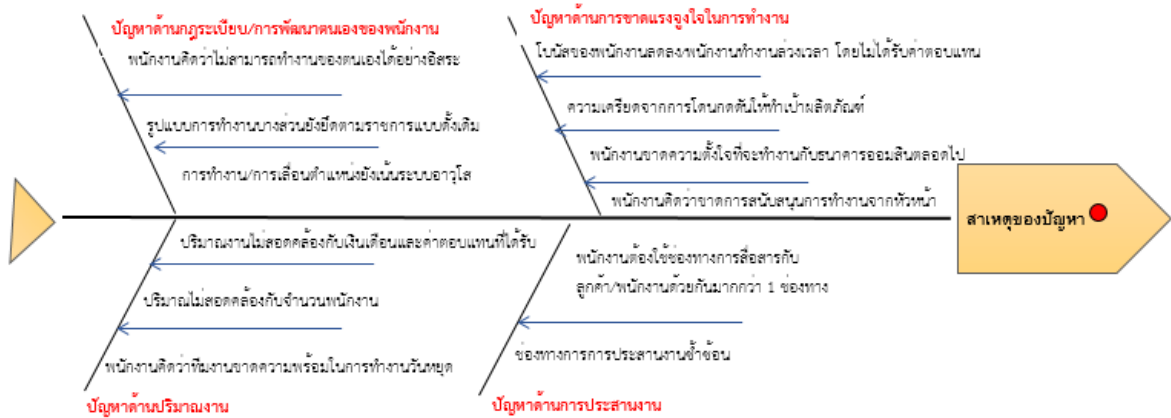 ปัญหาด้านกฎระเบียบ/การพัฒนาตนเองของพนักงาน
พนักงานคิดว่าไม่สามารถทำงานของตนเองได้อย่างอิสระ
รูปแบบการทำงานบางส่วนยังยึดตามราชการแบบดั้งเดิม
การทำงาน/การเลื่อนตำแหน่งยังเน้นระบบอาวุโส
ปัญหาด้านการขาดแรงจูงใจในการทำงาน
โบนัสของพนักงานลดลง/พนักงานทำงานล่วงเวลา โดยไม่ได้รับค่าตอบแทน
ความเครียดจากการโดนกดดันให้ทำเป้าผลิตภัณฑ์
พนักงานขาดความตั้งใจที่จะทำงานกับธนาคารออมสินตลอดไป
พนักงานคิดว่าขาดการสนับสนุนการทำงานจากหัวหน้า
สาเหตุของปัญหา
ปริมาณงานไม่สอดคล้องกับเงินเดือนและค่าตอบแทนที่ได้รับ
ปริมาณไม่สอดคล้องกับจำนวนพนักงาน
พนักงานคิดว่าทีมงานขาดความพร้อมในการทำงานวันหยุด
ปัญหาด้านปริมาณงาน
พนักงานต้องใช้ช่องทางการสื่อสารกับ
ลูกค้า/พนักงานด้วยกันมากกว่า 1 ช่องทาง
ช่องทางการการประสานงานซ้ำซ้อน
ปัญหาด้านการประสานงาน